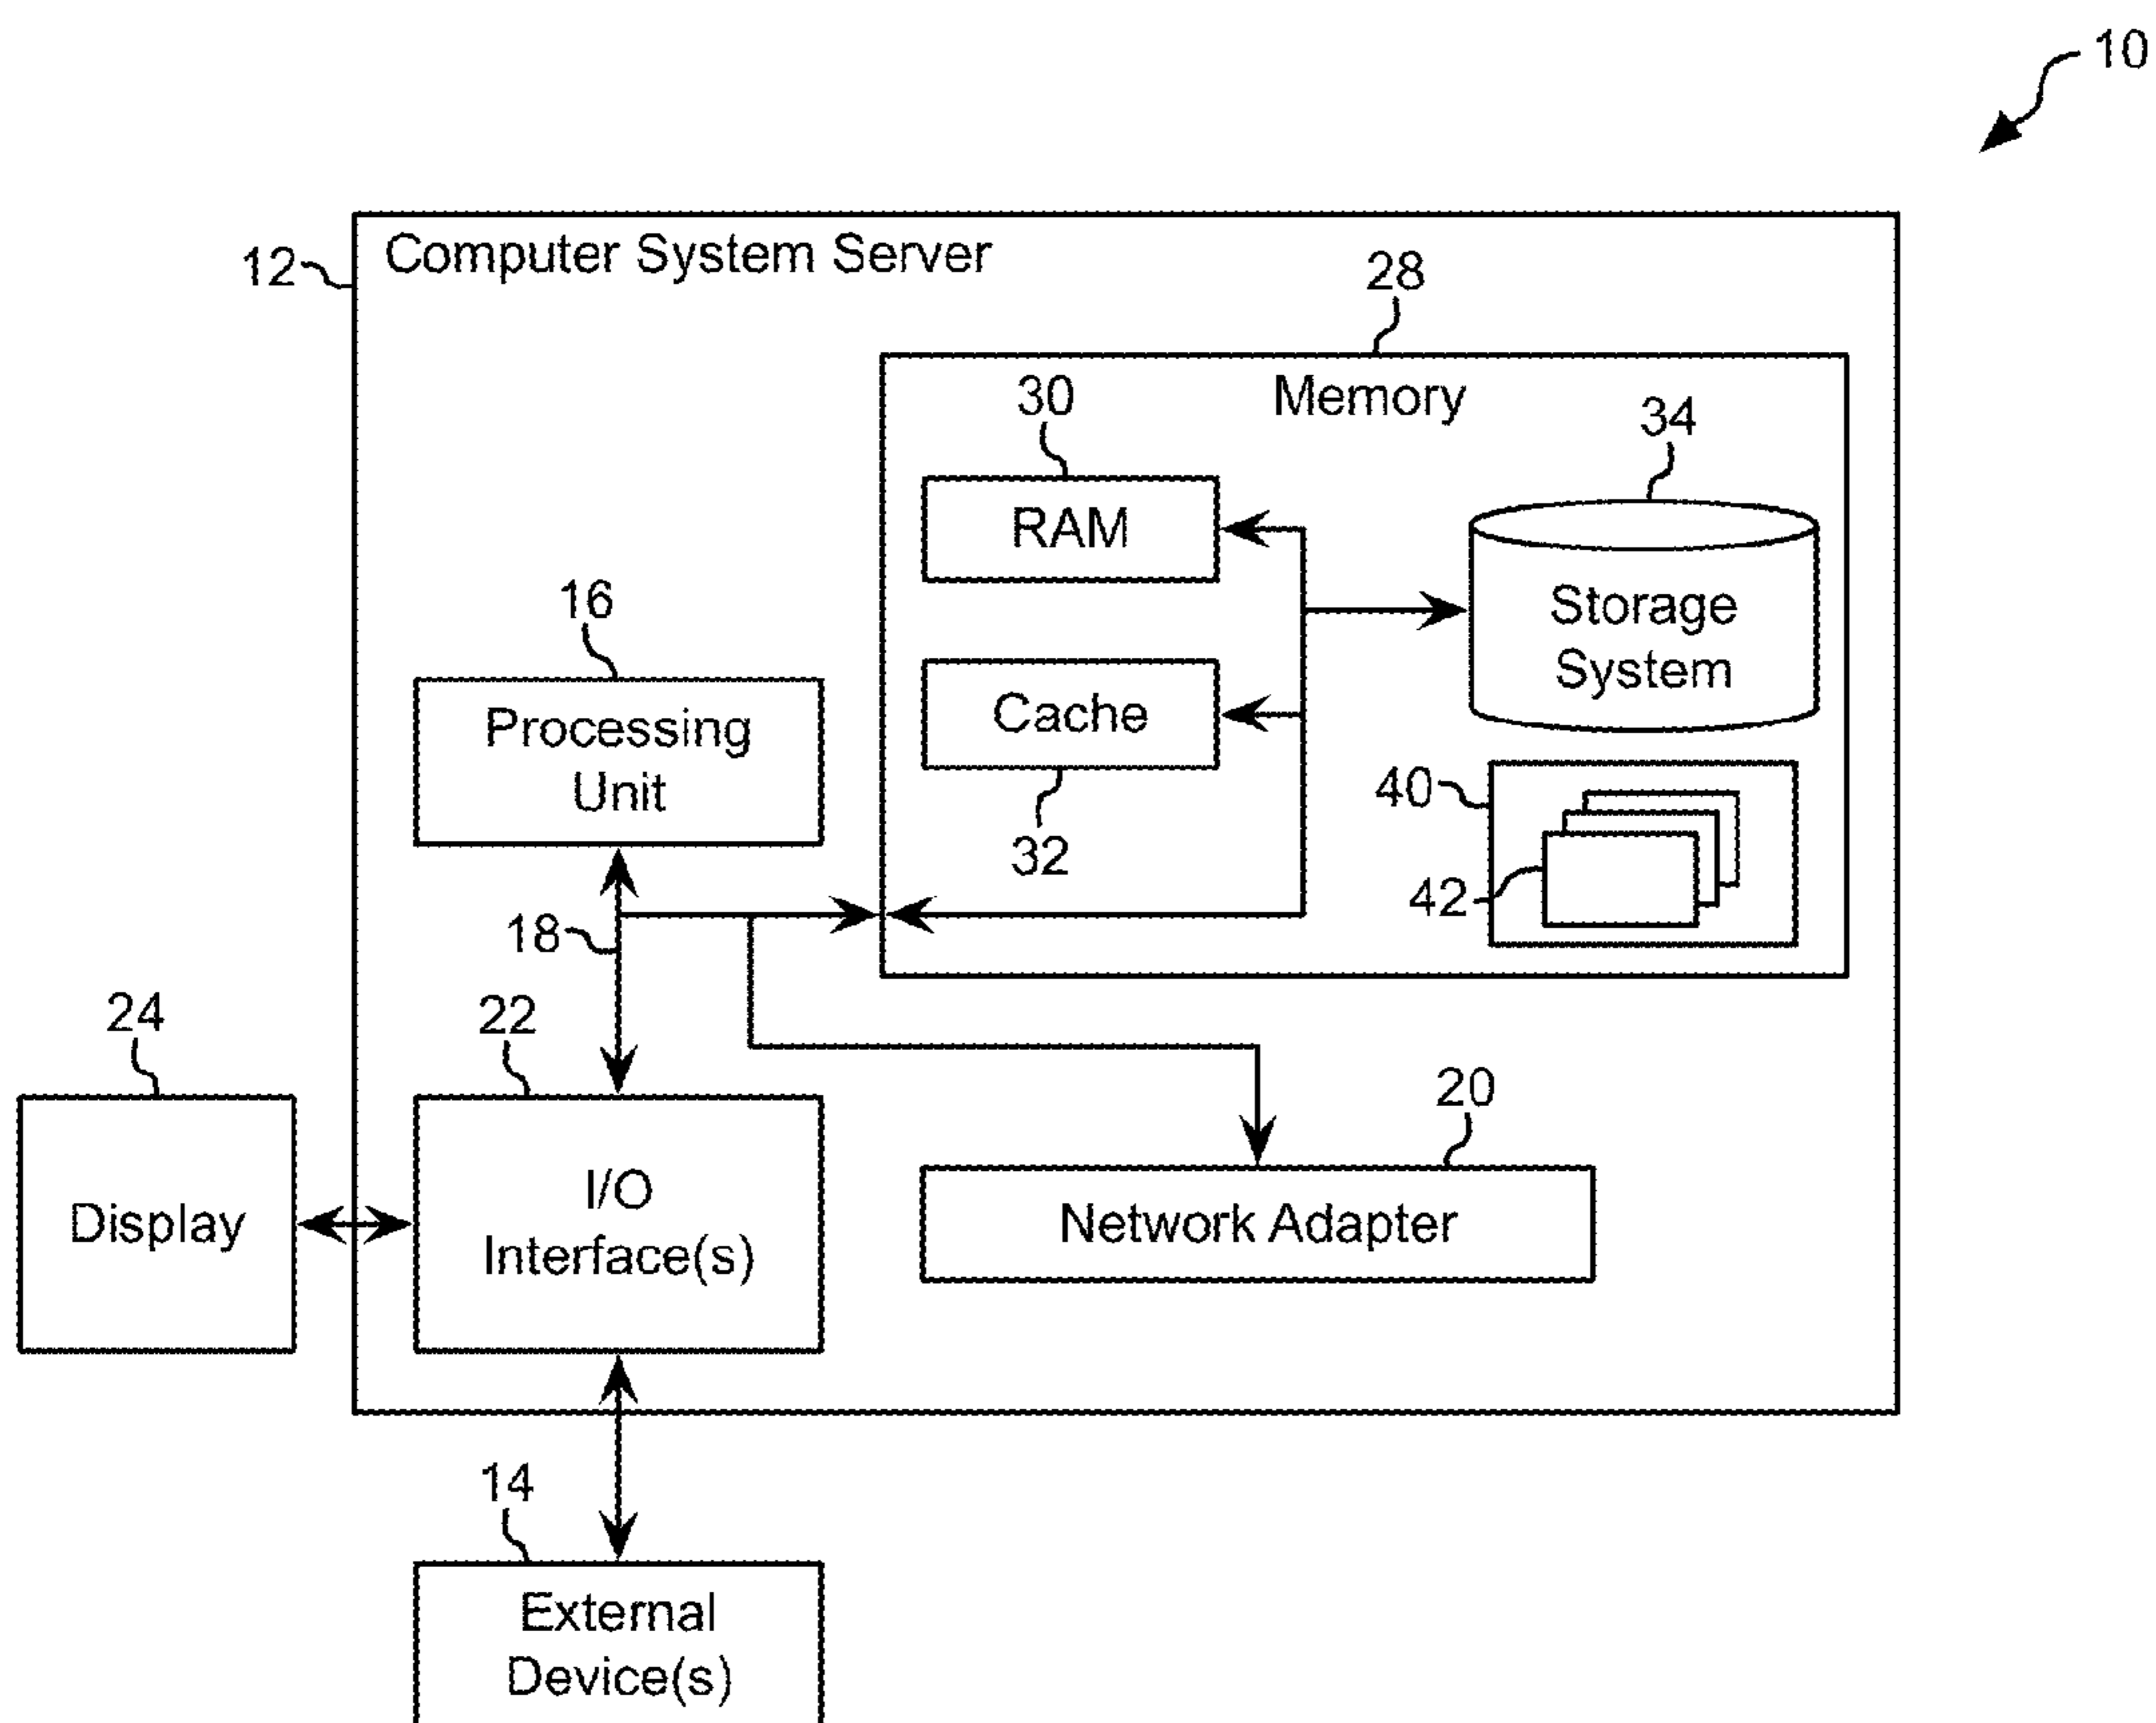 10
12
Computer System Server
28
Memory
30
RAM
34
Storage
System
16
Processing
Unit
Cache
32
40
42
18
24
Display
22
I/O
Interface(s)
20
Network Adapter
14
External
Device(s)